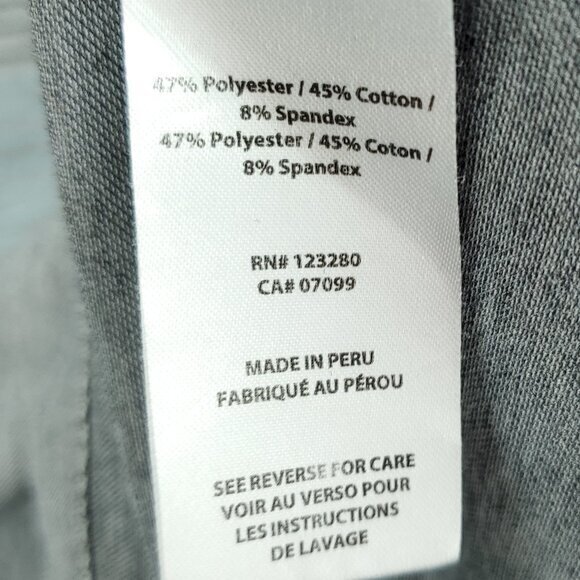 47% Polyester / 45% Cotton /
8% Spandex
47% Polyester / 45% Coton /
8% Spandex
RN# 123280
CA# 07099
MADE IN PERU
FABRIQUÉ AU PÉROU
SEE REVERSE FOR CARE
VOIR AU VERSO POUR
LES INSTRUCTIONS
DE LAVAGE